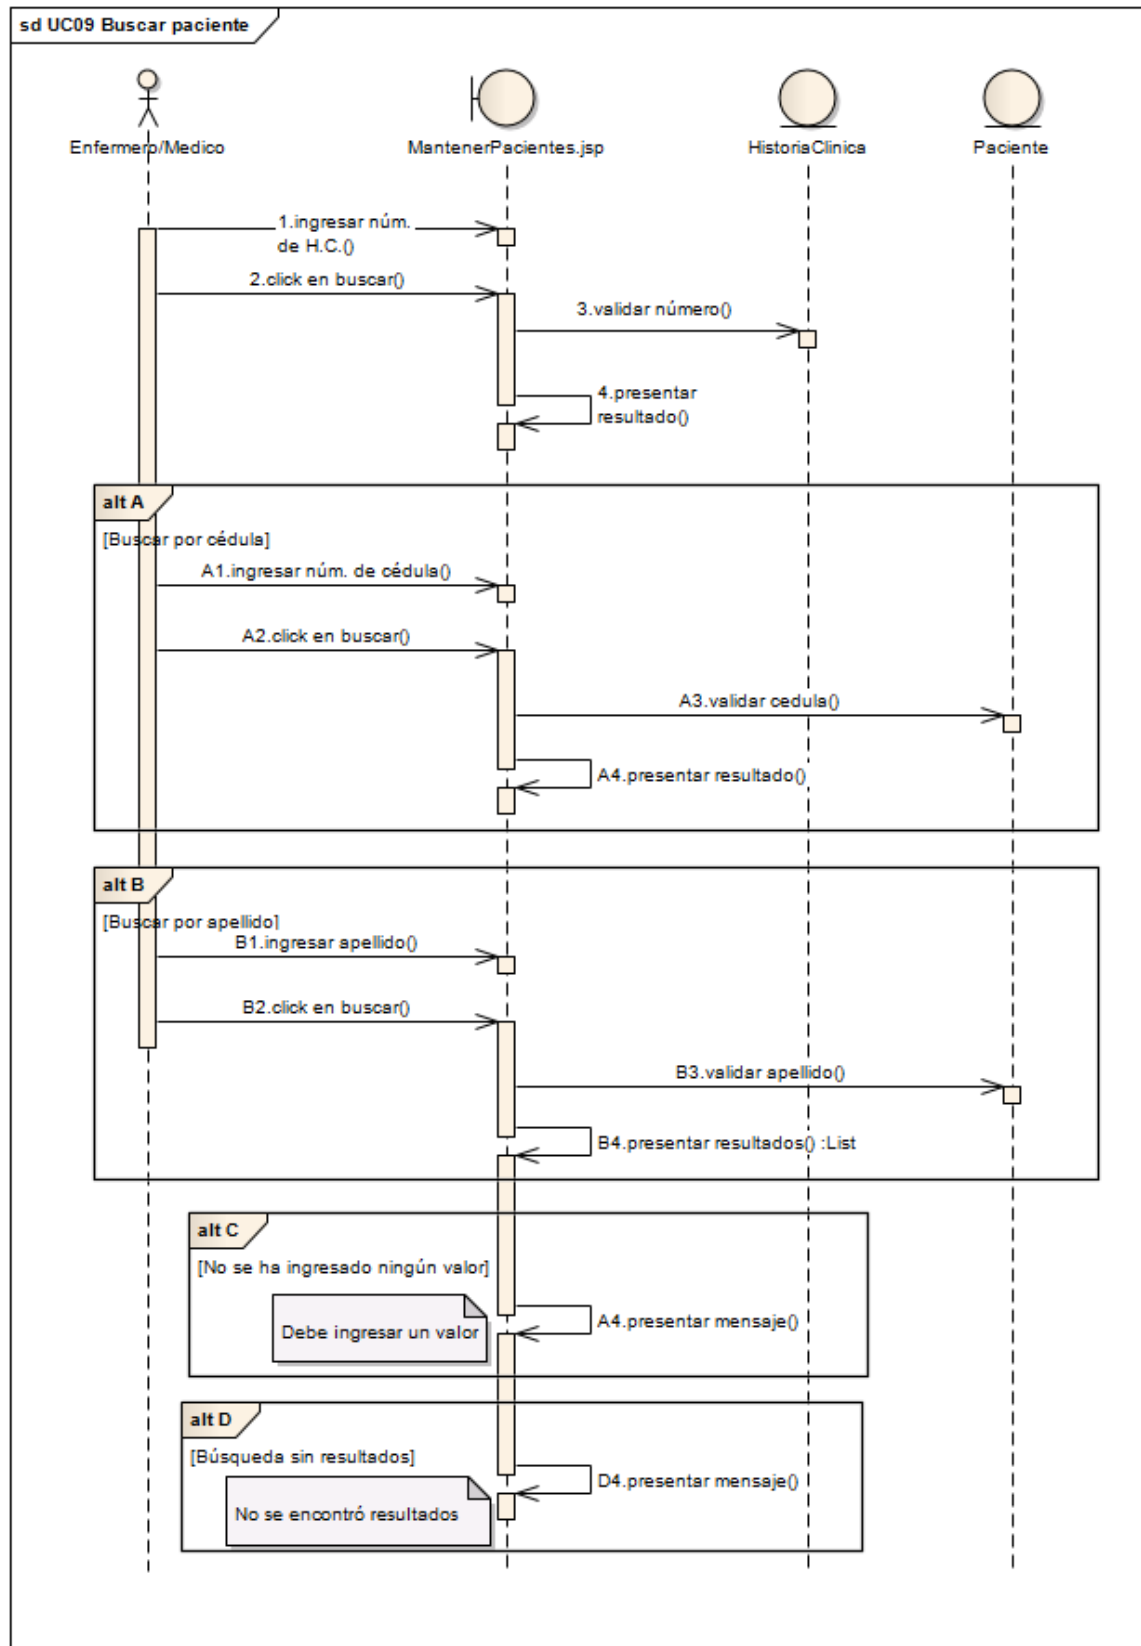 sd UC09 Buscar paciente
Enfermero/Medico
MantenerPacientes.jsp
HistoriaClinica
Paciente
1.ingresar núm.
de H.C.()
2.click en buscar()
3.validar número()
4.presentar
resultado()
alt A
[Buscar por cédula]
A1.ingresar núm. de cédula()
A2.click en buscar()
A3.validar cedula()
A4.presentar resultado()
alt B
[Buscar por apellido]
B1.ingresar apellido()
B2.click en buscar()
B3.validar apellido()
B4.presentar resultados() :List
alt C
[No se ha ingresado ningún valor]
Debe ingresar un valor
A4.presentar mensaje()
alt D
[Búsqueda sin resultados]
D4.presentar mensaje()
No se encontró resultados